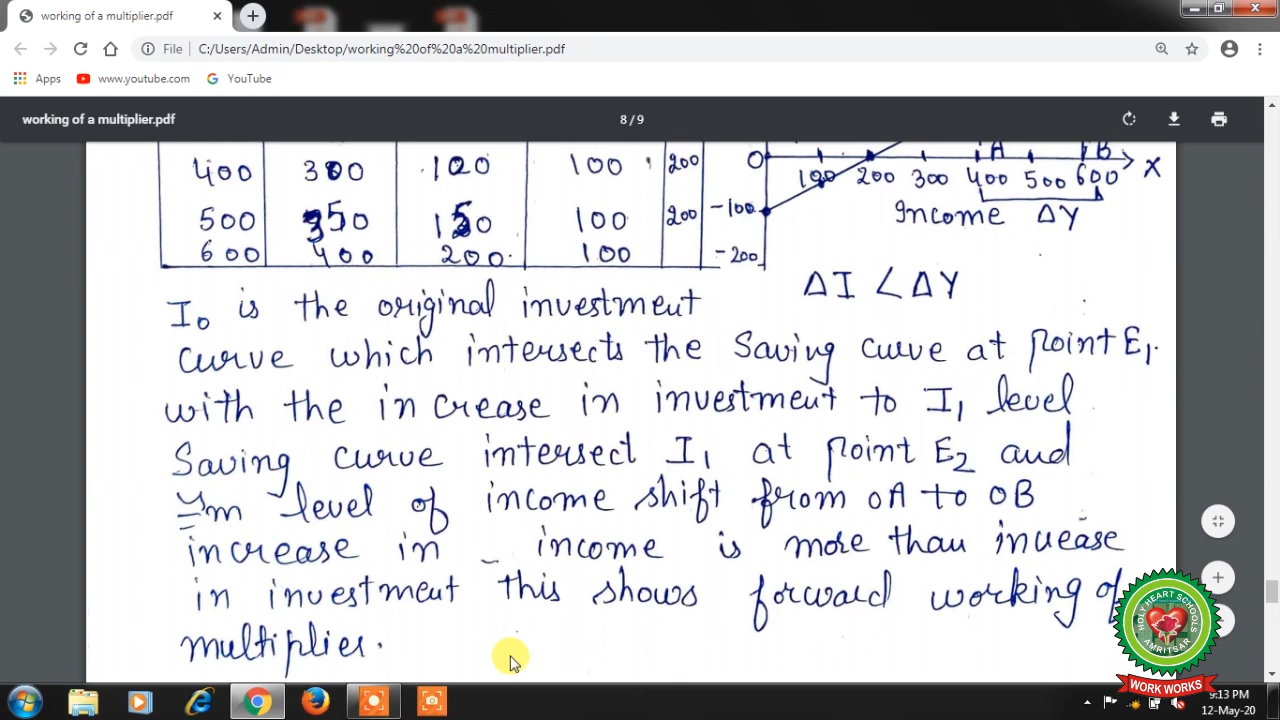 working of a multiplier.pdf
File C:/Users/Admin/Desktop/working%20of%20a%20multiplier.pdf
Apps www.youtube.com YouTube
working of a multiplier.pdf 8 / 9
400 300 100 100 200
500 350 150 100 200
600 400 200. 100
O 100 200 300 400 500 600 X
A B
-100
-200
Income ΔY
ΔI < ΔY
I₀ is the original investment
curve which intersects the Saving curve at point E₁.
with the increase in investment to I₁ level
Saving curve intersect I₁ at point E₂ and
level of income shift from OA to OB
increase in income is more than increase
in investment this shows forward working of
multiplier.
HOLY HEART SCHOOLS
AMRITSAR
WORK WORKS
9:13 PM
12-May-20